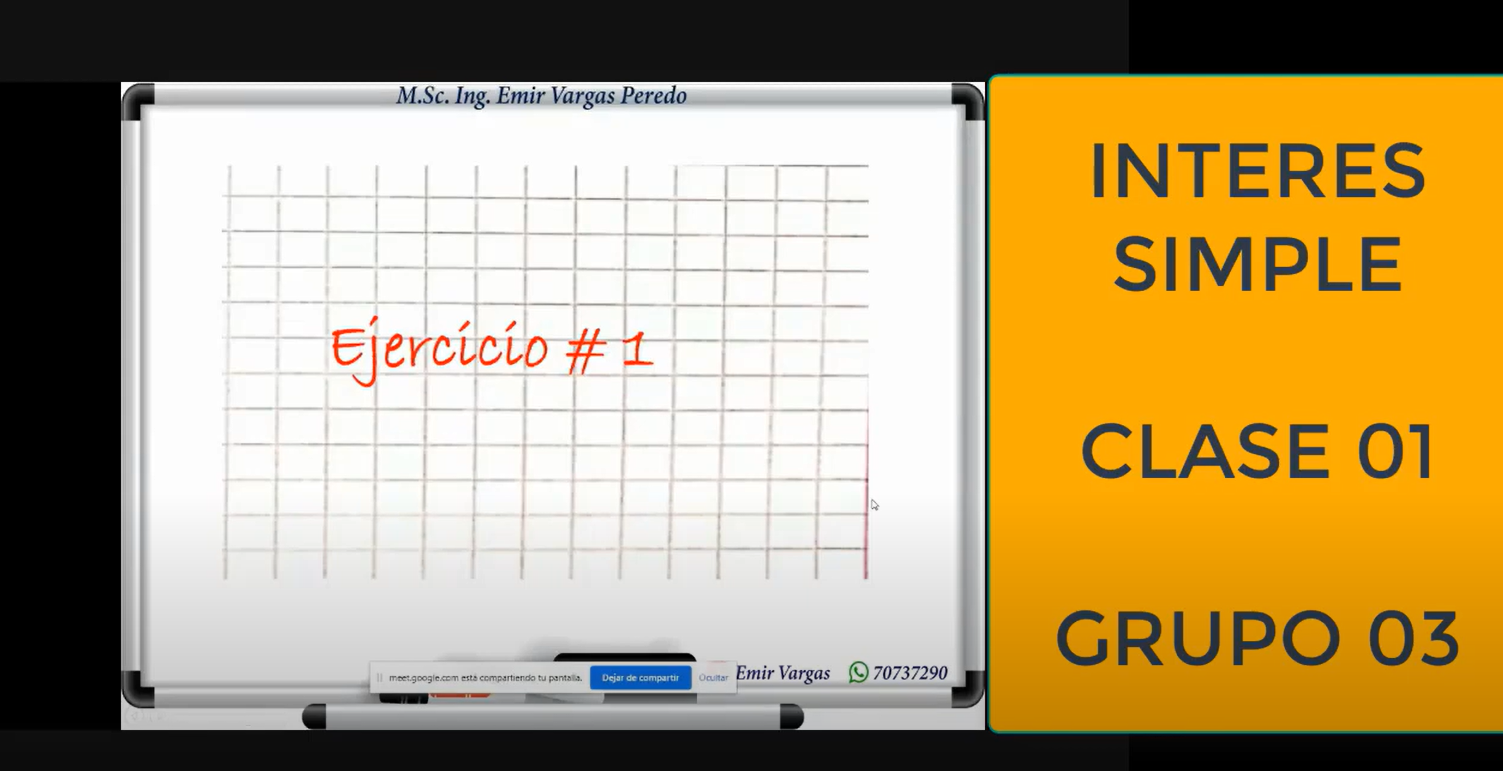 M.Sc. Ing. Emir Vargas Peredo
Ejercicio # 1
meet.google.com está compartiendo tu pantalla.
Dejar de compartir
Ocultar
Emir Vargas
70737290
INTERES
SIMPLE
CLASE 01
GRUPO 03